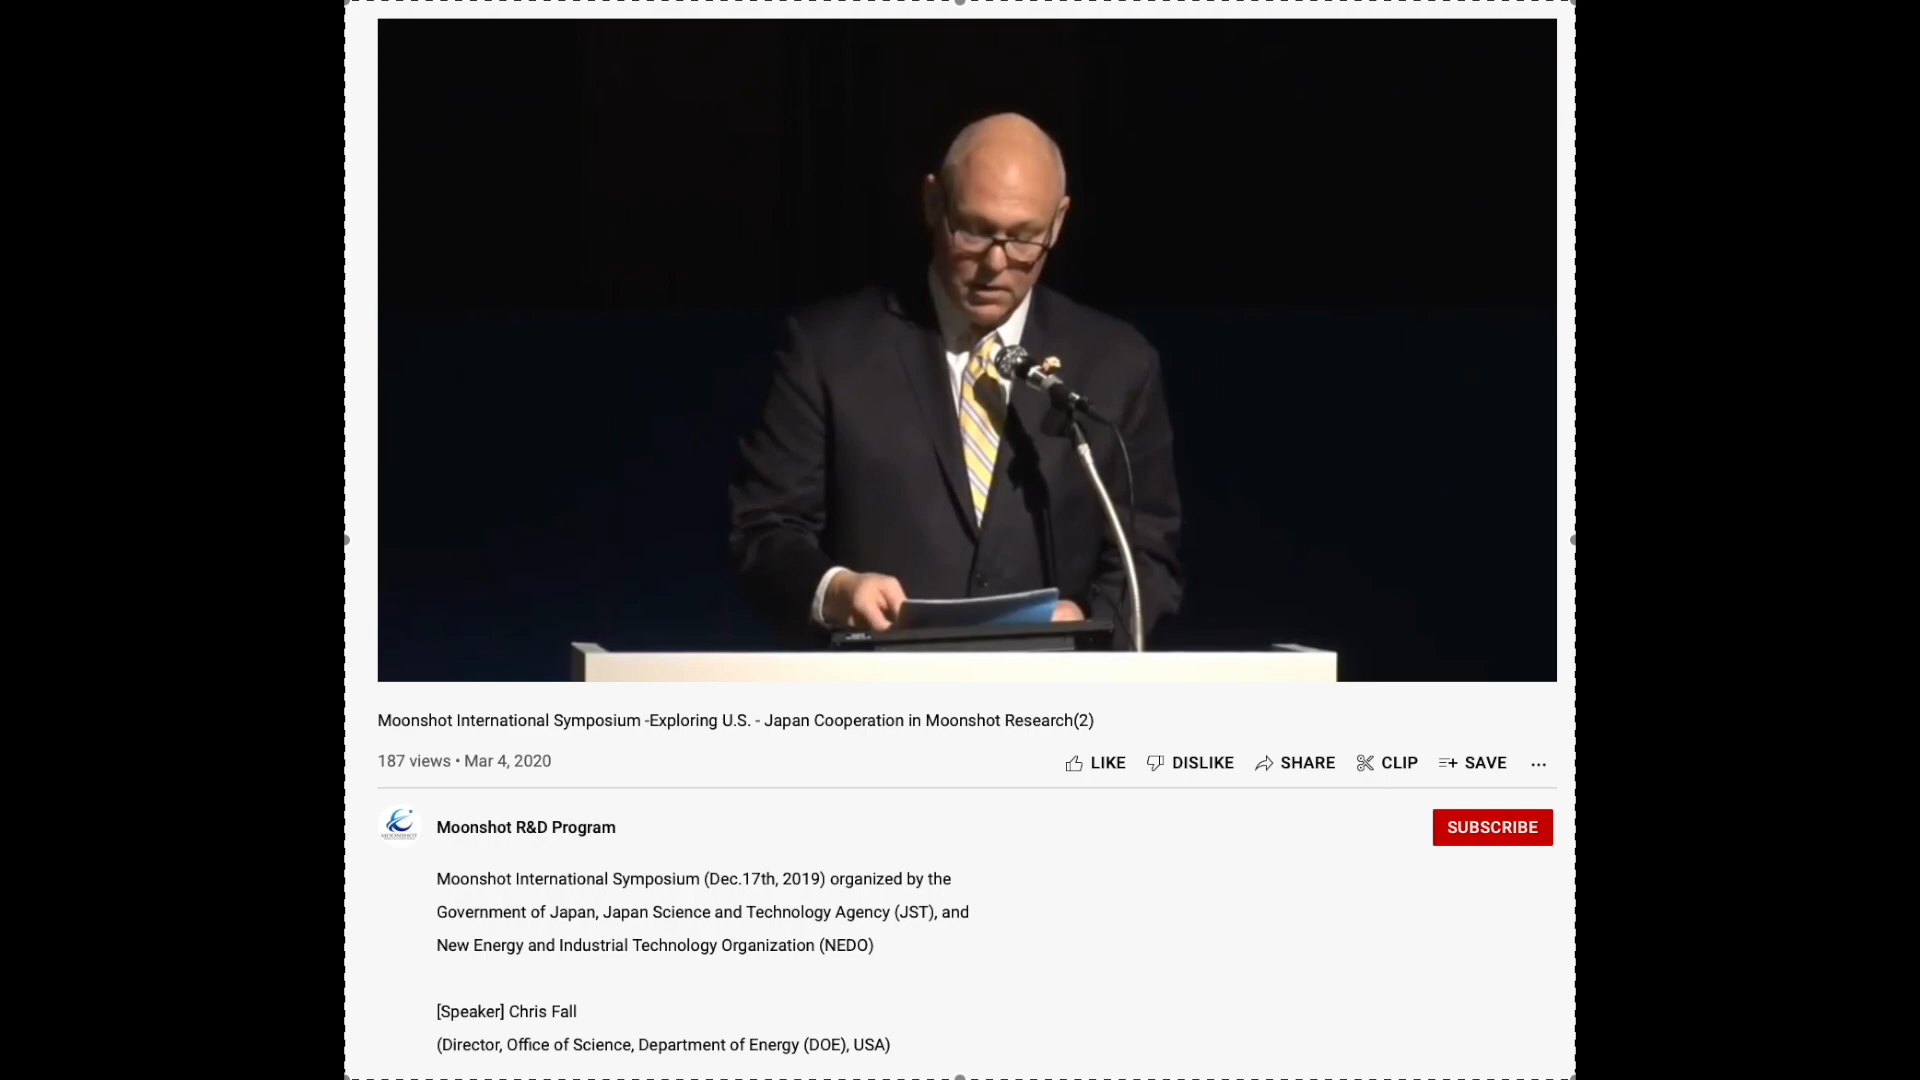 Moonshot International Symposium -Exploring U.S. - Japan Cooperation in Moonshot Research(2)
187 views • Mar 4, 2020
LIKE DISLIKE SHARE CLIP SAVE ...
MOONSHOT
Moonshot R&D Program
SUBSCRIBE
Moonshot International Symposium (Dec.17th, 2019) organized by the
Government of Japan, Japan Science and Technology Agency (JST), and
New Energy and Industrial Technology Organization (NEDO)
[Speaker] Chris Fall
(Director, Office of Science, Department of Energy (DOE), USA)